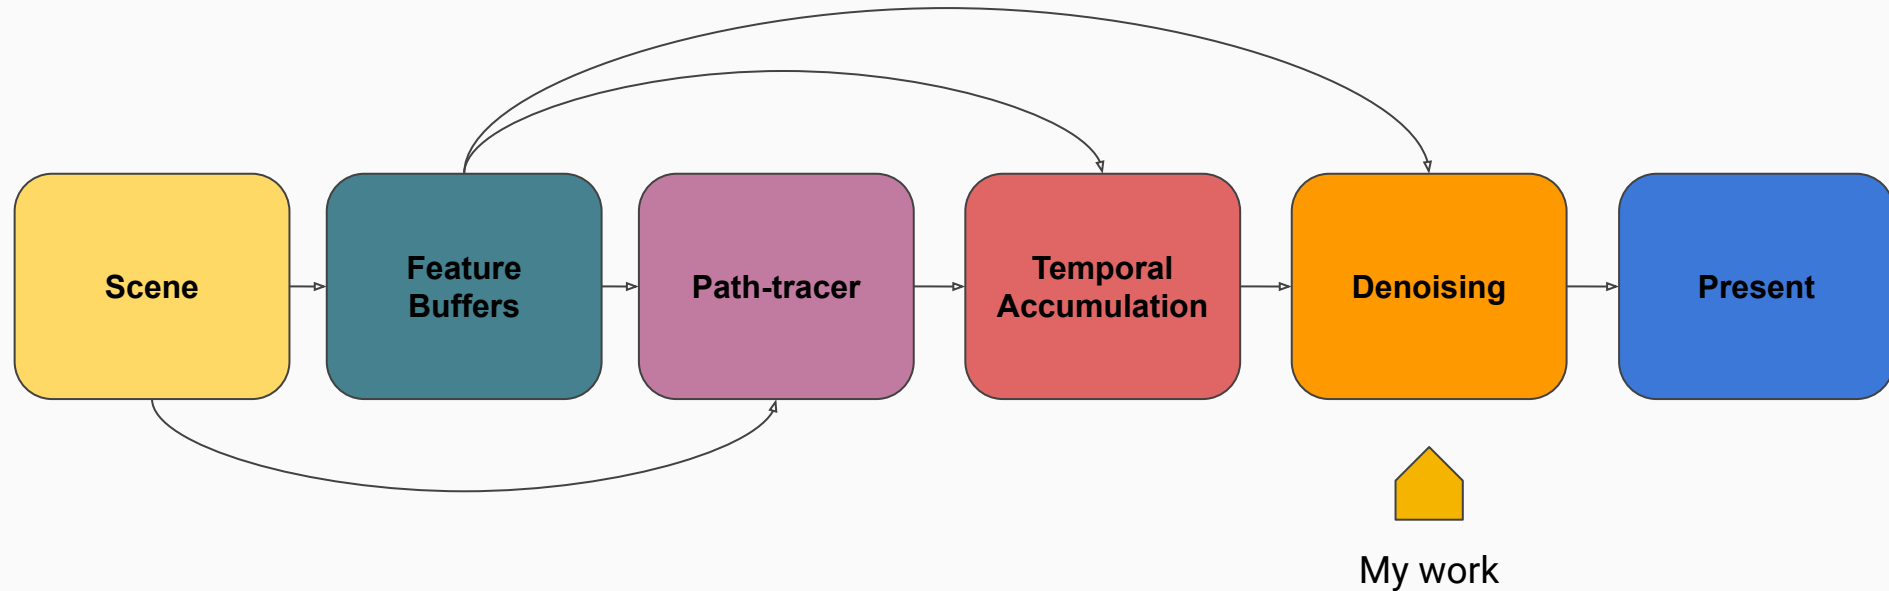 Scene
Feature
Buffers
Path-tracer
Temporal
Accumulation
Denoising
Present
My work